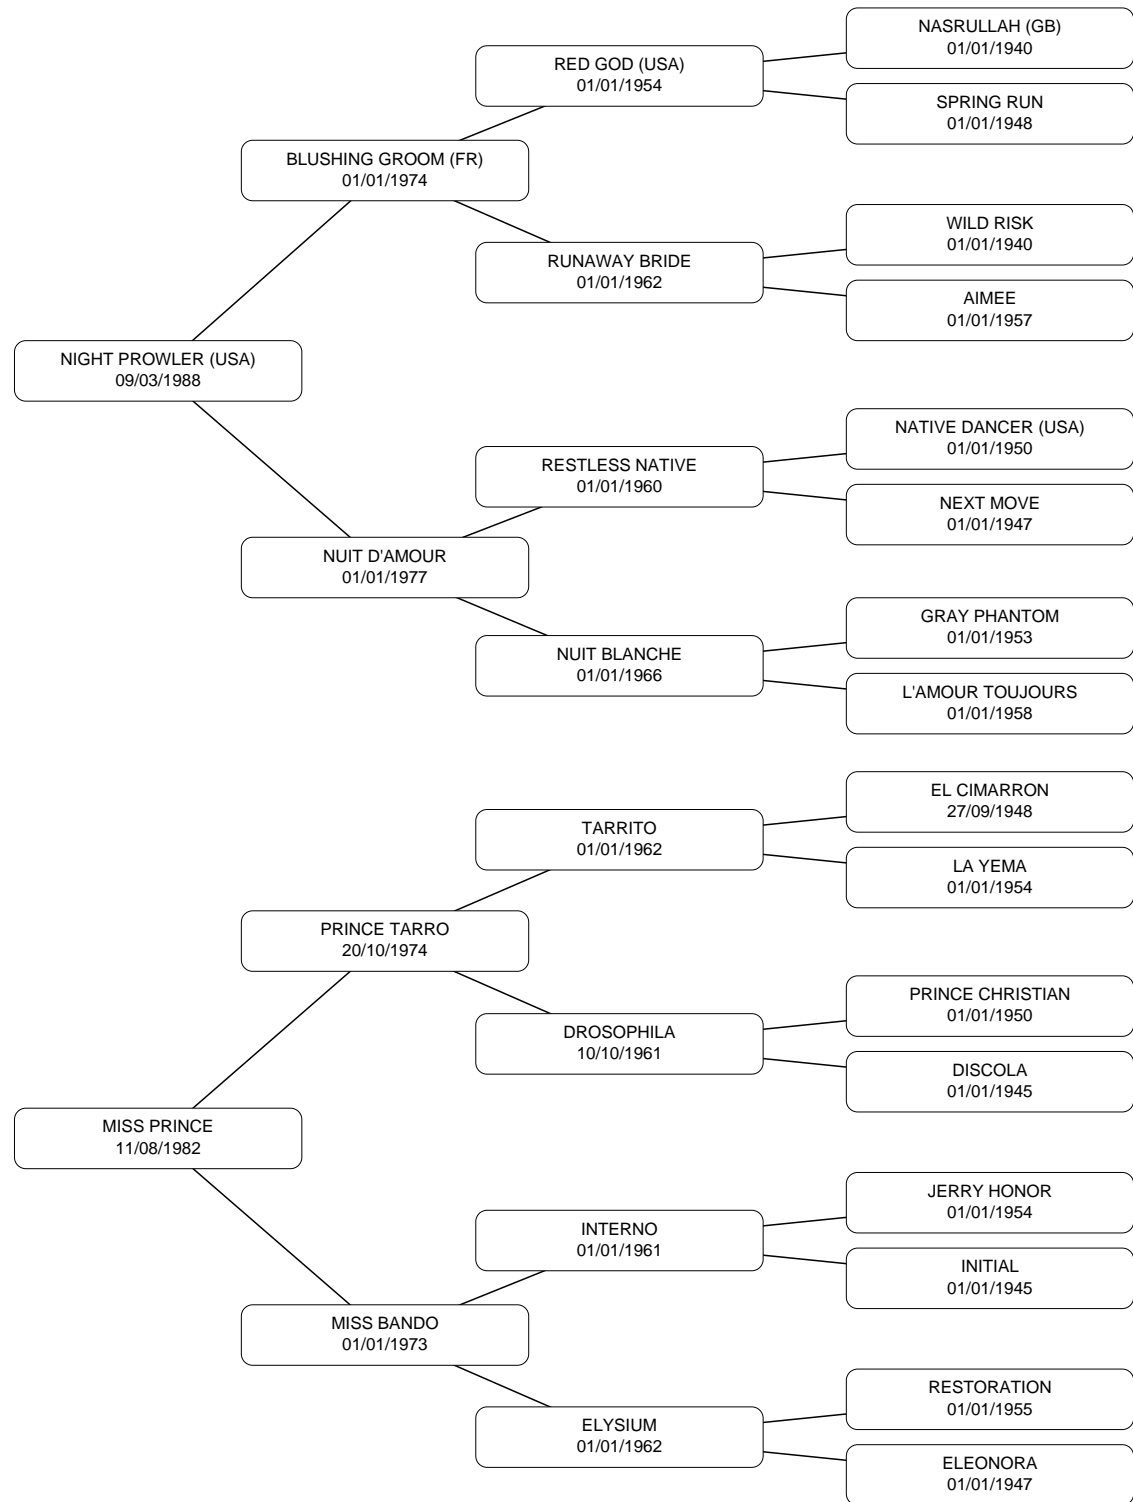 NASRULLAH (GB)
01/01/1940
RED GOD (USA)
01/01/1954
SPRING RUN
01/01/1948
BLUSHING GROOM (FR)
01/01/1974
WILD RISK
01/01/1940
RUNAWAY BRIDE
01/01/1962
AIMEE
01/01/1957
NIGHT PROWLER (USA)
09/03/1988
NATIVE DANCER (USA)
01/01/1950
RESTLESS NATIVE
01/01/1960
NEXT MOVE
01/01/1947
NUIT D'AMOUR
01/01/1977
GRAY PHANTOM
01/01/1953
NUIT BLANCHE
01/01/1966
L'AMOUR TOUJOURS
01/01/1958
EL CIMARRON
27/09/1948
TARRITO
01/01/1962
LA YEMA
01/01/1954
PRINCE TARRO
20/10/1974
PRINCE CHRISTIAN
01/01/1950
DROSOPHILA
10/10/1961
DISCOLA
01/01/1945
MISS PRINCE
11/08/1982
JERRY HONOR
01/01/1954
INTERNO
01/01/1961
INITIAL
01/01/1945
MISS BANDO
01/01/1973
RESTORATION
01/01/1955
ELYSIUM
01/01/1962
ELEONORA
01/01/1947